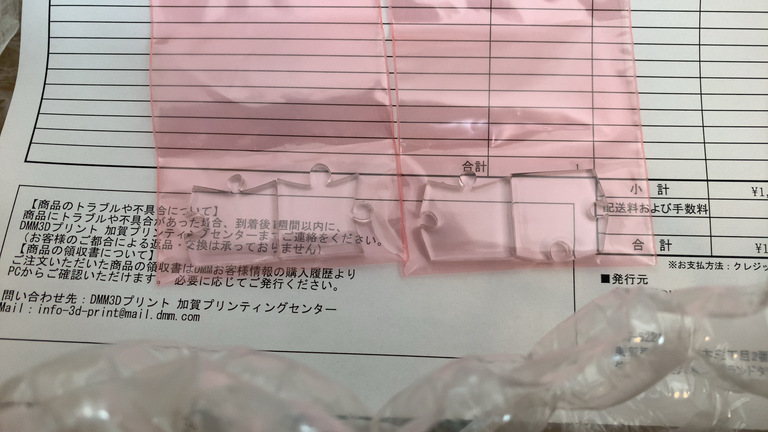 合計
1
小 計
¥1,
配送料および手数料
合 計
¥1
※お支払方法：クレジッ
■発行元
【商品のトラブルや不具合について】
商品にトラブルや不具合があった場合、到着後1週間以内に、
DMM3Dプリント 加賀プリンティングセンターまでご連絡をください。
(お客様のご都合による返品・交換は承っておりません)
【商品の領収書について】
ご注文いただいた商品の領収書はDMMお客様情報の購入履歴より
PCからご確認いただけます。 必要に応じてご発行ください。
問い合わせ先：DMM3Dプリント 加賀プリンティングセンター
Mail：info-3d-print@mail.dmm.com